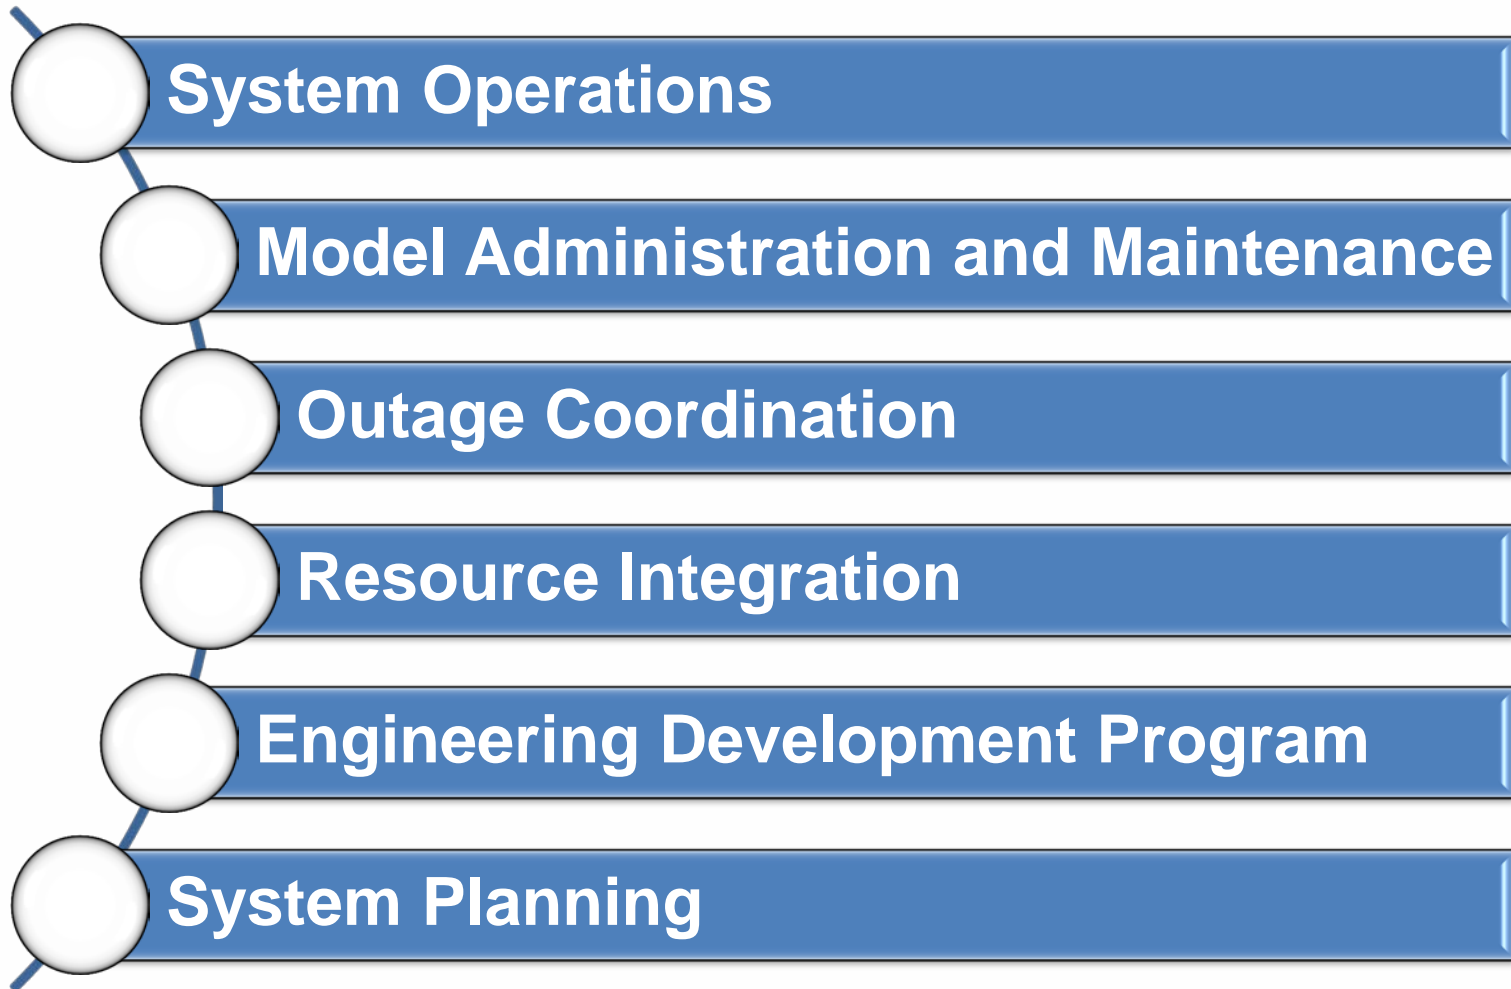 System Operations
Model Administration and Maintenance
Outage Coordination
Resource Integration
Engineering Development Program
System Planning